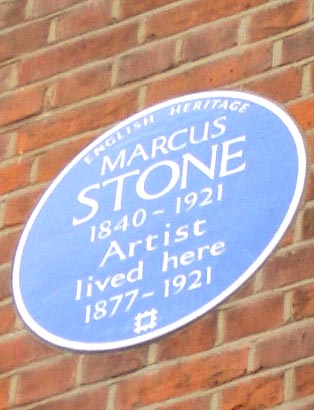 ENGLISH HERITAGE
MARCUS
STONE
1840-1921
Artist
lived here
1877-1921